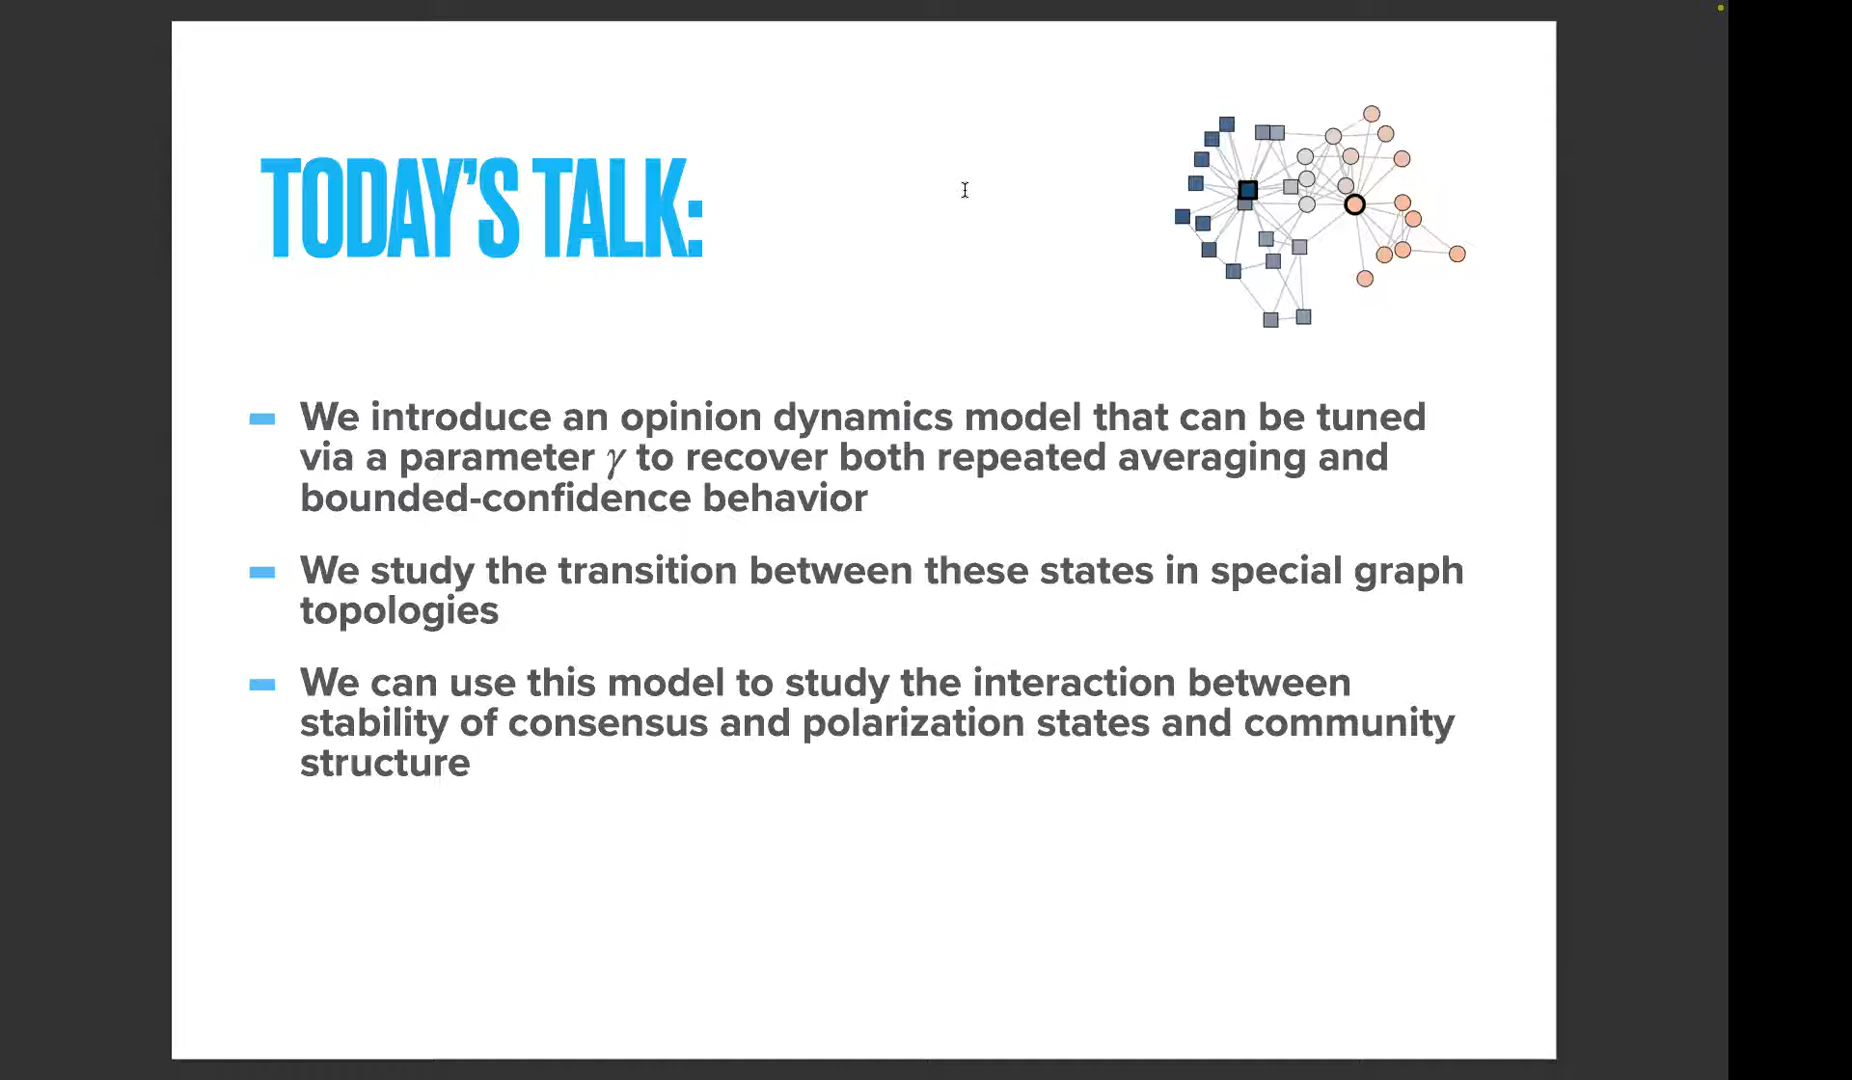 TODAY'S TALK:
We introduce an opinion dynamics model that can be tuned
via a parameter γ to recover both repeated averaging and
bounded-confidence behavior
We study the transition between these states in special graph
topologies
We can use this model to study the interaction between
stability of consensus and polarization states and community
structure